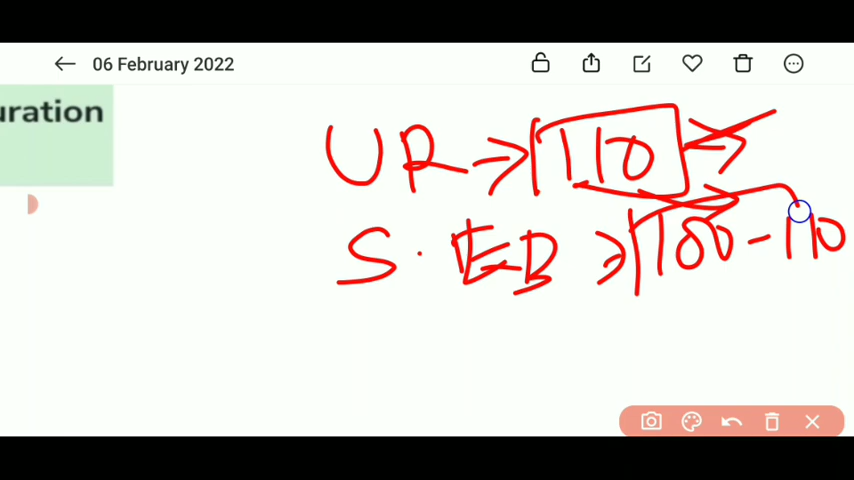 06 February 2022
uration
UR → 110 →
S. ED → 100-110